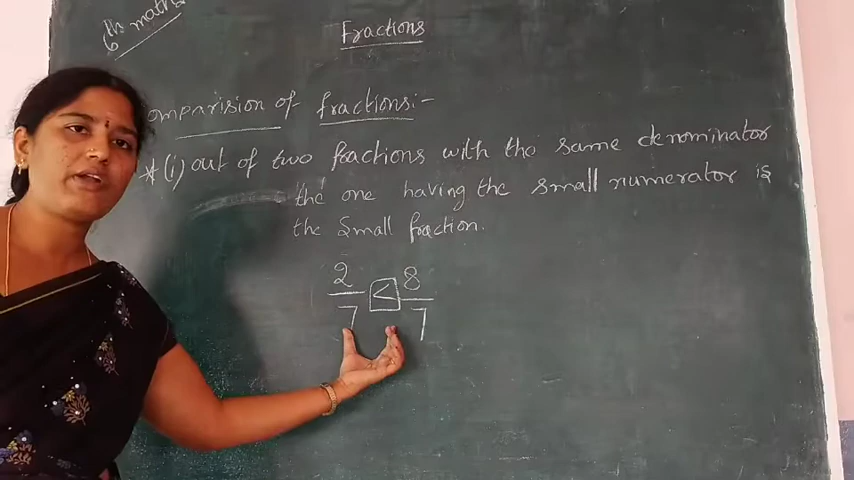 6th maths
Fractions
omparision of fractions:-
* (i) out of two fractions with the same denominator
the one having the small numerator is
the small fraction.
2/7 < 8/7